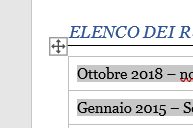 ELENCO DEI
Ottobre 2018 –
Gennaio 2015 –